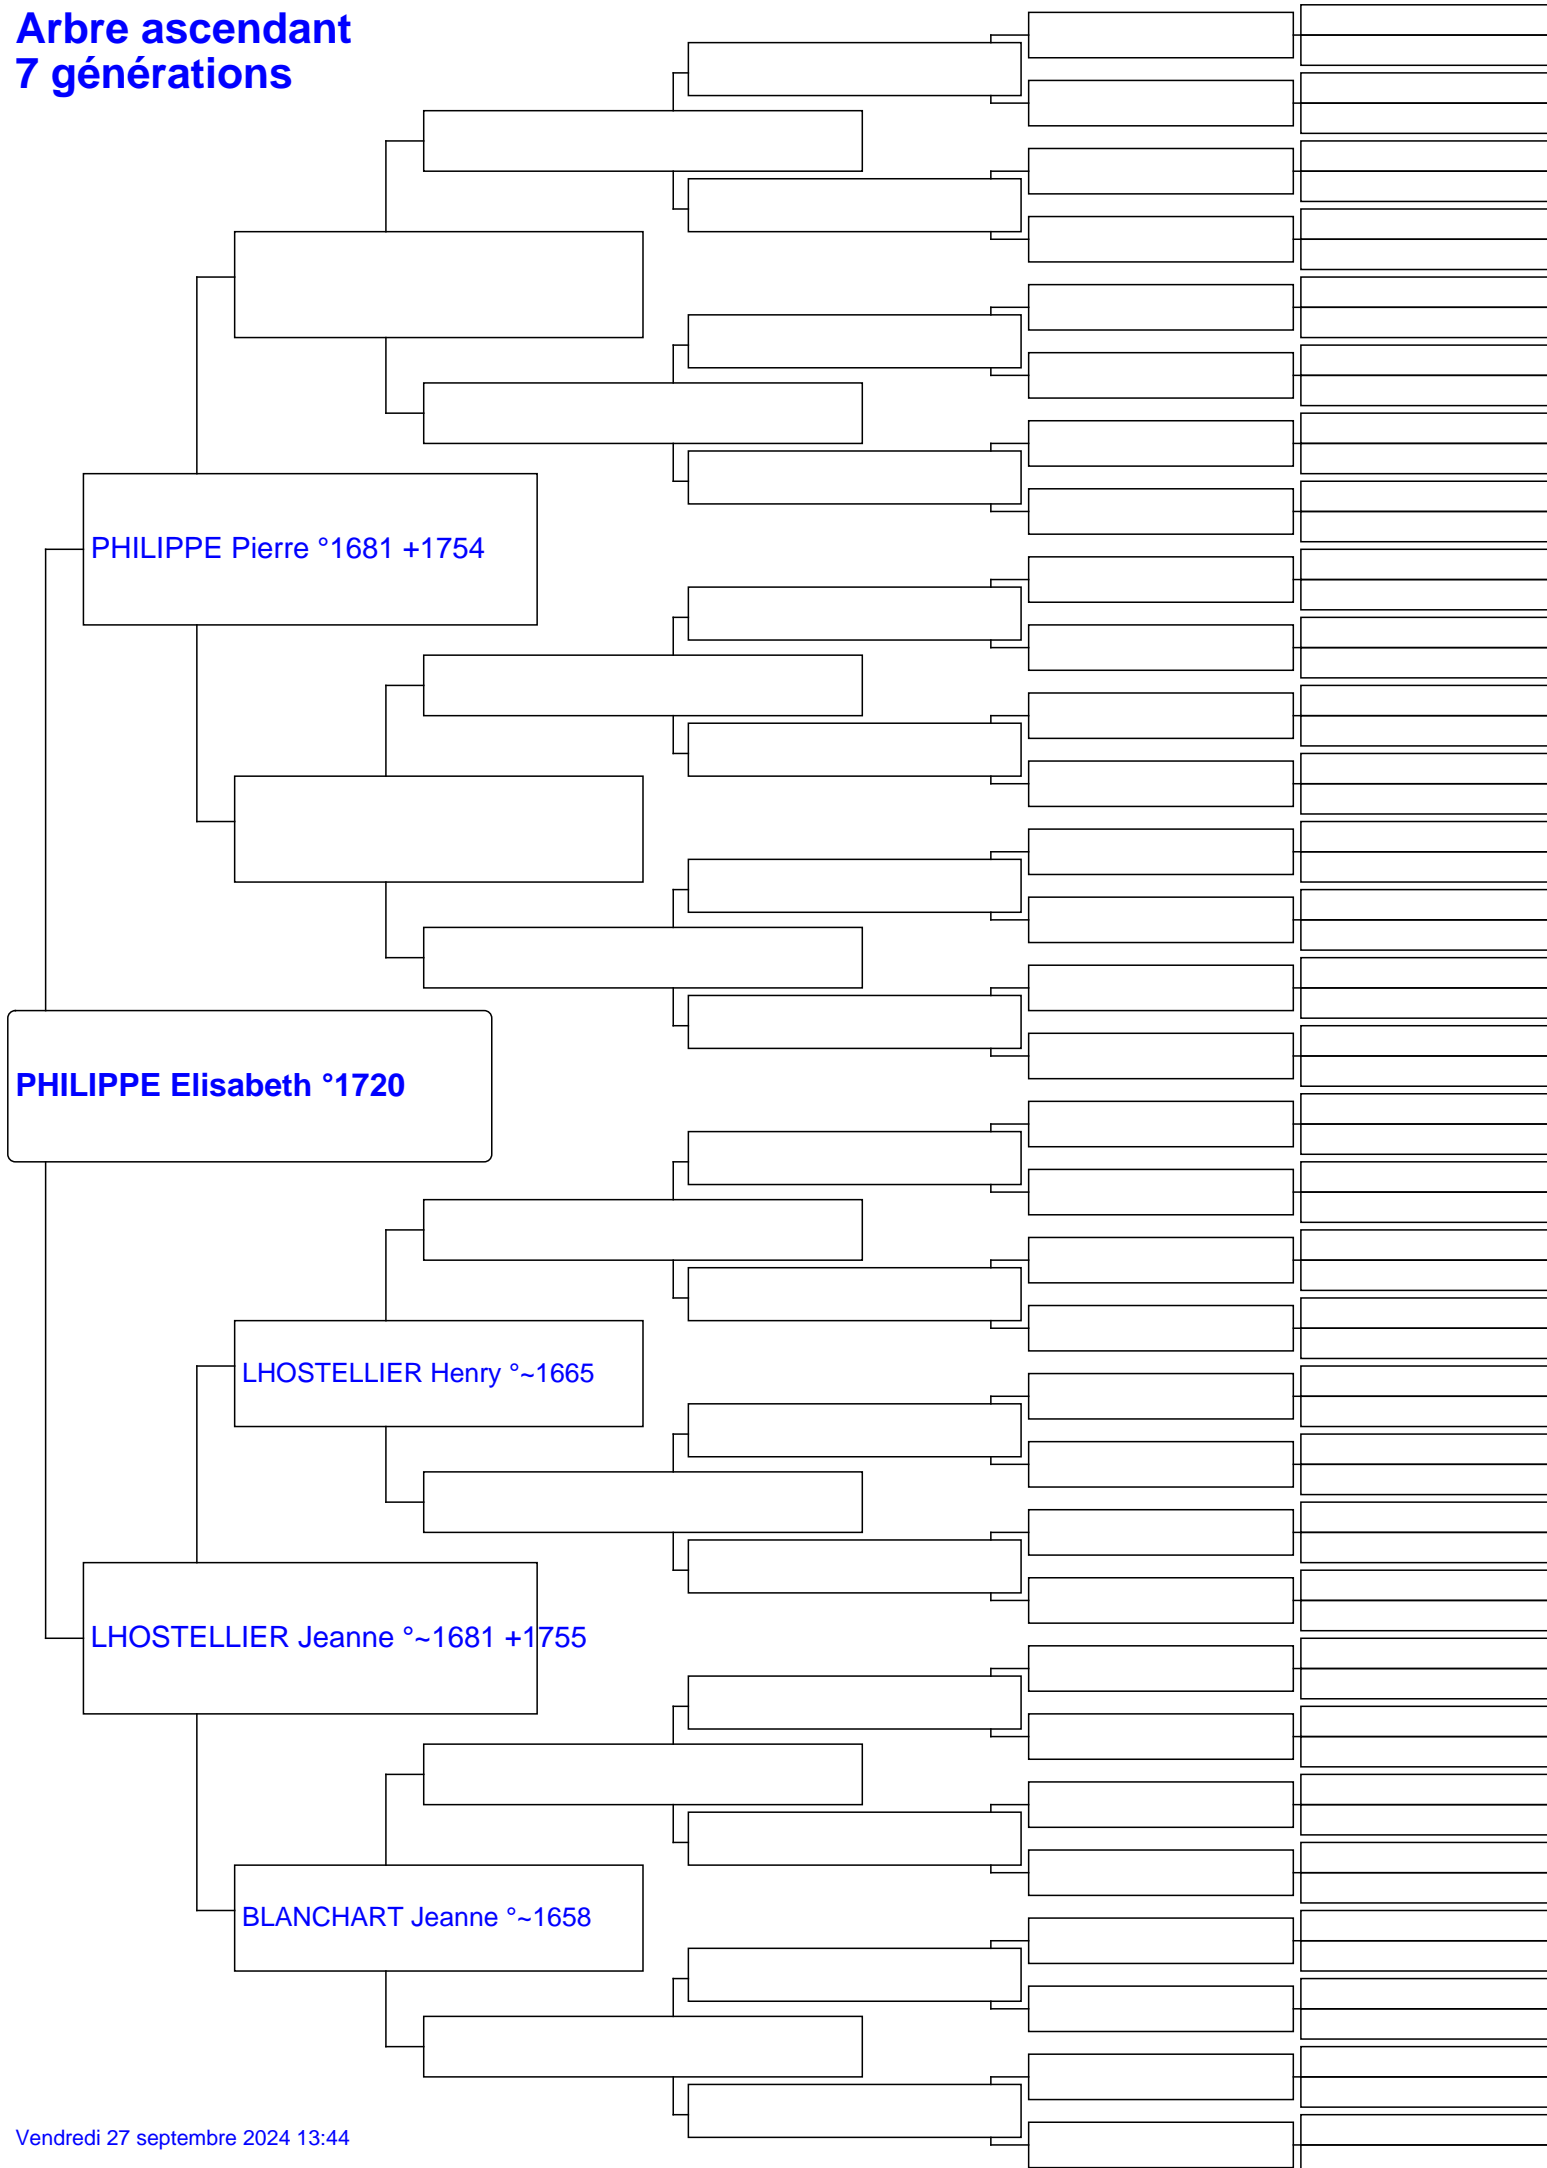 Arbre ascendant
7 générations
PHILIPPE Pierre °1681 +1754
PHILIPPE Elisabeth °1720
LHOSTELLIER Henry °~1665
LHOSTELLIER Jeanne °~1681 +1755
BLANCHART Jeanne °~1658
Vendredi 27 septembre 2024 13:44